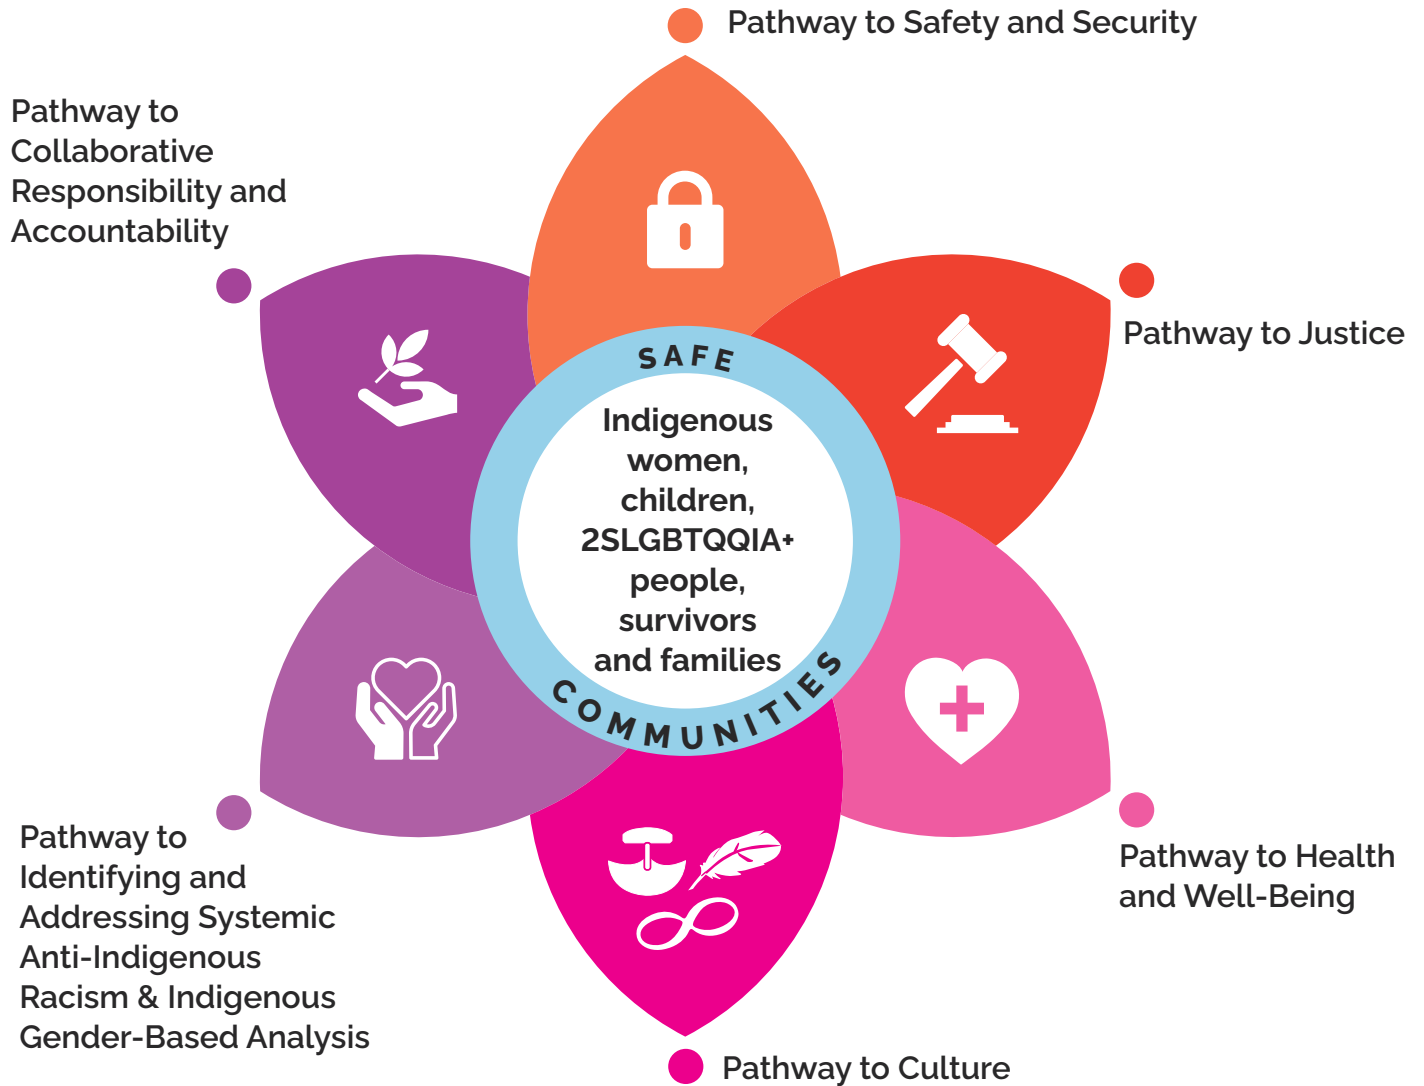 Pathway to Safety and Security
Pathway to
Collaborative
Responsibility and
Accountability
Pathway to Justice
SAFE
Indigenous
women,
children,
2SLGBTQQIA+
people,
survivors
and families
COMMUNITIES
Pathway to
Identifying and
Addressing Systemic
Anti-Indigenous
Racism & Indigenous
Gender-Based Analysis
Pathway to Health
and Well-Being
Pathway to Culture